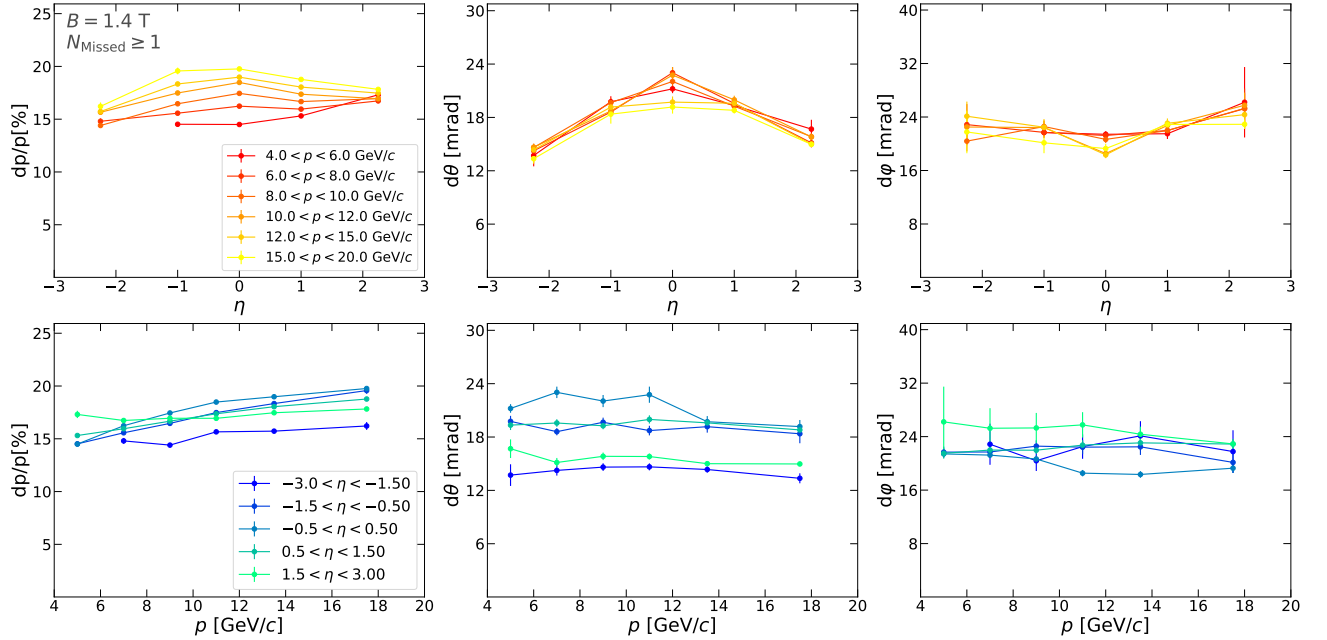 B = 1.4 T
N_Missed ≥ 1
dp/p[%]
25
20
15
10
5
−3 −2 −1 0 1 2 3
η
4.0 < p < 6.0 GeV/c
6.0 < p < 8.0 GeV/c
8.0 < p < 10.0 GeV/c
10.0 < p < 12.0 GeV/c
12.0 < p < 15.0 GeV/c
15.0 < p < 20.0 GeV/c
dθ [mrad]
30
24
18
12
6
−3 −2 −1 0 1 2 3
η
dφ [mrad]
40
32
24
16
8
−3 −2 −1 0 1 2 3
η
dp/p[%]
25
20
15
10
5
4 6 8 10 12 14 16 18 20
p [GeV/c]
−3.0 < η < −1.50
−1.5 < η < −0.50
−0.5 < η < 0.50
0.5 < η < 1.50
1.5 < η < 3.00
dθ [mrad]
30
24
18
12
6
4 6 8 10 12 14 16 18 20
p [GeV/c]
dφ [mrad]
40
32
24
16
8
4 6 8 10 12 14 16 18 20
p [GeV/c]